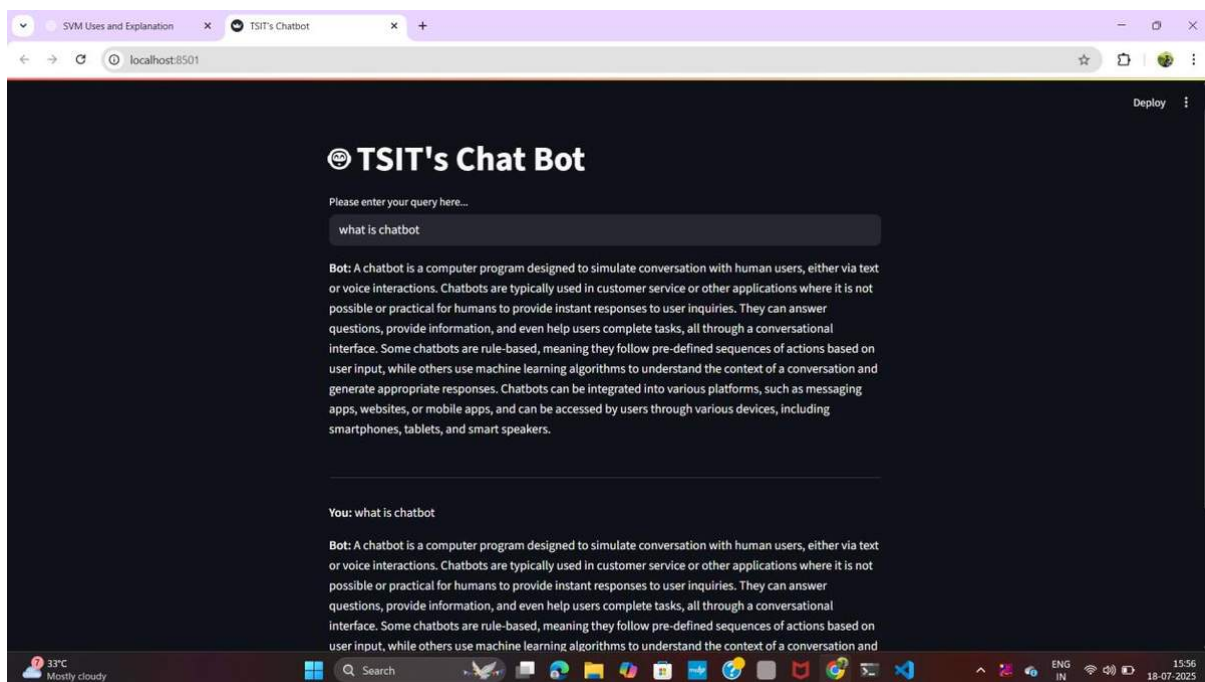 SVM Uses and Explanation
TSIT's Chatbot
localhost:8501
Deploy
TSIT's Chat Bot
Please enter your query here...
what is chatbot
Bot: A chatbot is a computer program designed to simulate conversation with human users, either via text
or voice interactions. Chatbots are typically used in customer service or other applications where it is not
possible or practical for humans to provide instant responses to user inquiries. They can answer
questions, provide information, and even help users complete tasks, all through a conversational
interface. Some chatbots are rule-based, meaning they follow pre-defined sequences of actions based on
user input, while others use machine learning algorithms to understand the context of a conversation and
generate appropriate responses. Chatbots can be integrated into various platforms, such as messaging
apps, websites, or mobile apps, and can be accessed by users through various devices, including
smartphones, tablets, and smart speakers.
You: what is chatbot
Bot: A chatbot is a computer program designed to simulate conversation with human users, either via text
or voice interactions. Chatbots are typically used in customer service or other applications where it is not
possible or practical for humans to provide instant responses to user inquiries. They can answer
questions, provide information, and even help users complete tasks, all through a conversational
interface. Some chatbots are rule-based, meaning they follow pre-defined sequences of actions based on
user input, while others use machine learning algorithms to understand the context of a conversation and
33°C
Mostly cloudy
Search
ENG
IN
15:56
18-07-2025